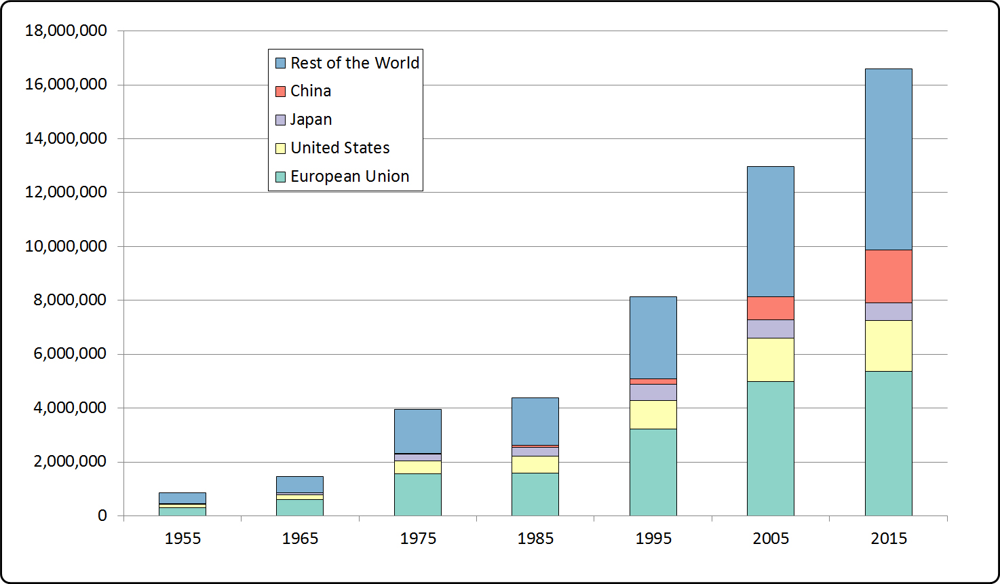 18,000,000
16,000,000
14,000,000
12,000,000
10,000,000
8,000,000
6,000,000
4,000,000
2,000,000
0
Rest of the World
China
Japan
United States
European Union
1955 1965 1975 1985 1995 2005 2015